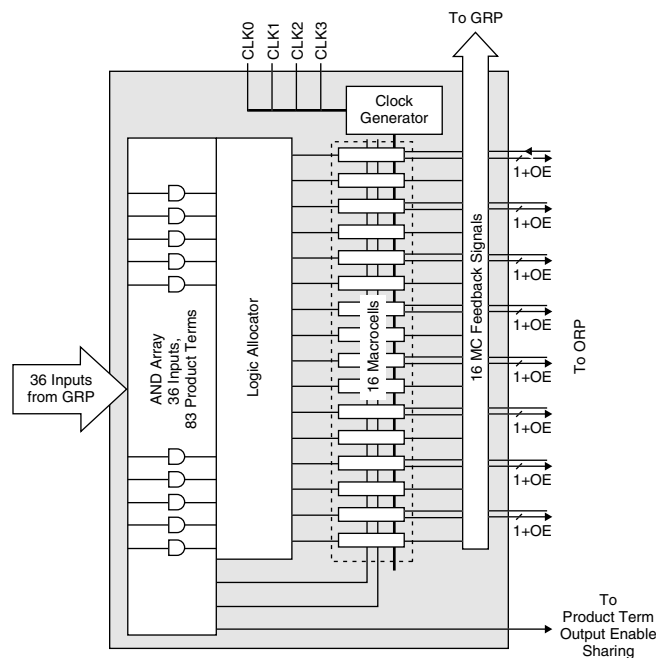 To GRP
CLK0
CLK1
CLK2
CLK3
Clock
Generator
1+OE
1+OE
1+OE
1+OE
1+OE
1+OE
1+OE
1+OE
To ORP
16 MC Feedback Signals
16 Macrocells
Logic Allocator
AND Array
36 Inputs,
83 Product Terms
36 Inputs
from GRP
To
Product Term
Output Enable
Sharing